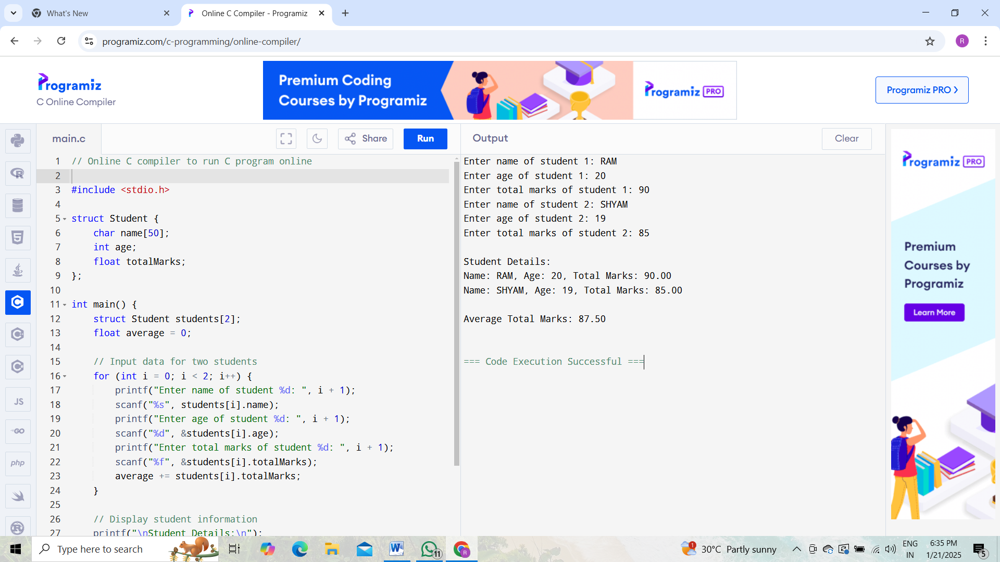 What's New
Online C Compiler - Programiz
programiz.com/c-programming/online-compiler/
R
Programiz
C Online Compiler
Premium Coding
Courses by Programiz
Programiz PRO
Programiz PRO
main.c
Share
Run
Output
Clear
1 // Online C compiler to run C program online
2
3 #include <stdio.h>
4
5 struct Student {
6     char name[50];
7     int age;
8     float totalMarks;
9 };
10
11 int main() {
12     struct Student students[2];
13     float average = 0;
14
15     // Input data for two students
16     for (int i = 0; i < 2; i++) {
17         printf("Enter name of student %d: ", i + 1);
18         scanf("%s", students[i].name);
19         printf("Enter age of student %d: ", i + 1);
20         scanf("%d", &students[i].age);
21         printf("Enter total marks of student %d: ", i + 1);
22         scanf("%f", &students[i].totalMarks);
23         average += students[i].totalMarks;
24     }
25
26     // Display student information
27     printf("\nStudent Details:\n");
Enter name of student 1: RAM
Enter age of student 1: 20
Enter total marks of student 1: 90
Enter name of student 2: SHYAM
Enter age of student 2: 19
Enter total marks of student 2: 85
Student Details:
Name: RAM, Age: 20, Total Marks: 90.00
Name: SHYAM, Age: 19, Total Marks: 85.00
Average Total Marks: 87.50
=== Code Execution Successful ===
Programiz PRO
Premium
Courses by
Programiz
Learn More
JS
GO
php
Type here to search
11
R
1
30°C Partly sunny
ENG
IN
6:35 PM
1/21/2025
5